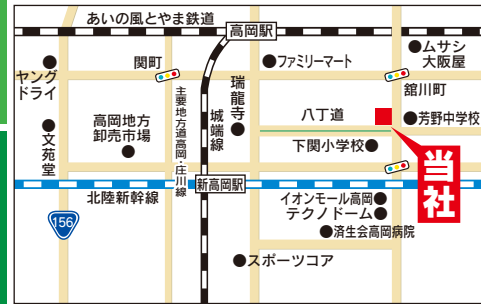 あいの風とやま鉄道
高岡駅
ムサシ
大阪屋
関町
ファミリーマート
ヤング
ドライ
舘川町
瑞龍寺
八丁道
芳野中学校
高岡地方
卸売市場
主要地方道高岡・庄川線
城端線
文苑堂
下関小学校
当社
新高岡駅
北陸新幹線
イオンモール高岡
テクノドーム
156
済生会高岡病院
スポーツコア